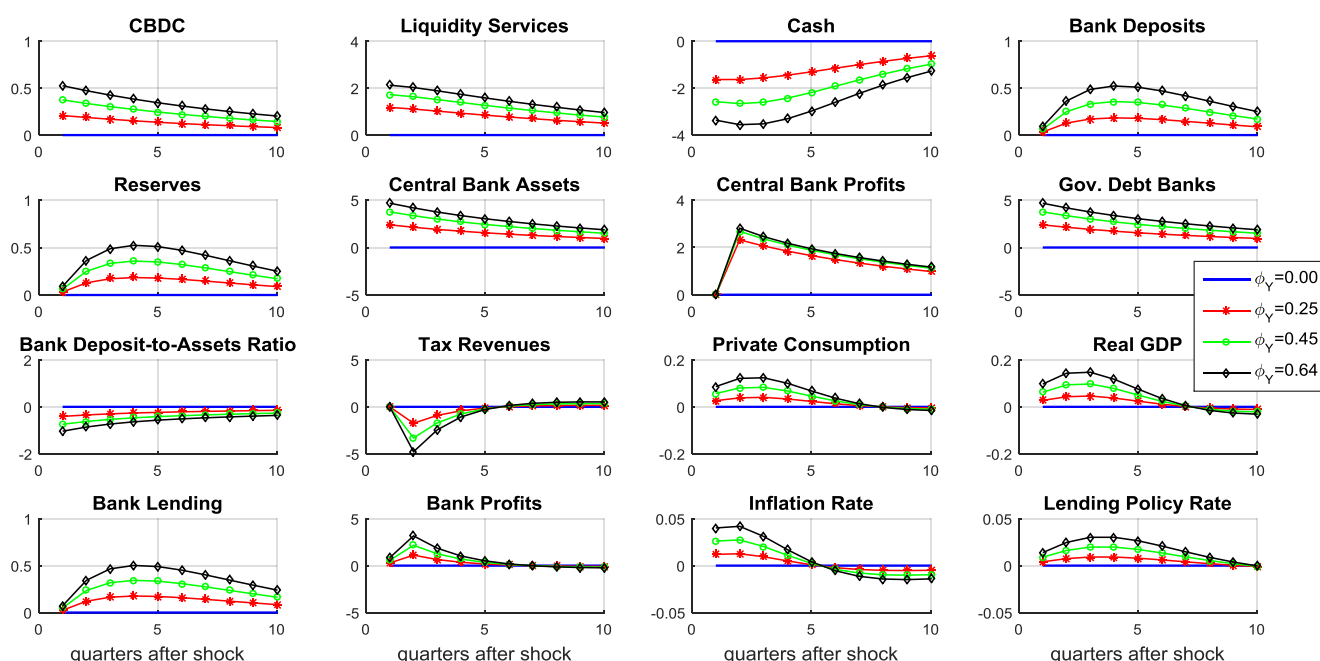 CBDC
Liquidity Services
Cash
Bank Deposits
1
0.5
0
0 5 10
4
2
0
0 5 10
0
-2
-4
0 5 10
1
0.5
0
0 5 10
Reserves
Central Bank Assets
Central Bank Profits
Gov. Debt Banks
1
0.5
0
0 5 10
5
0
-5
0 5 10
4
2
0
0 5 10
5
0
-5
0 5 10
ϕY=0.00
ϕY=0.25
ϕY=0.45
ϕY=0.64
Bank Deposit-to-Assets Ratio
Tax Revenues
Private Consumption
Real GDP
2
0
-2
0 5 10
5
0
-5
0 5 10
0.2
0
-0.2
0 5 10
0.2
0
-0.2
0 5 10
Bank Lending
Bank Profits
Inflation Rate
Lending Policy Rate
1
0.5
0
0 5 10
quarters after shock
5
0
-5
0 5 10
quarters after shock
0.05
0
-0.05
0 5 10
quarters after shock
0.05
0
-0.05
0 5 10
quarters after shock